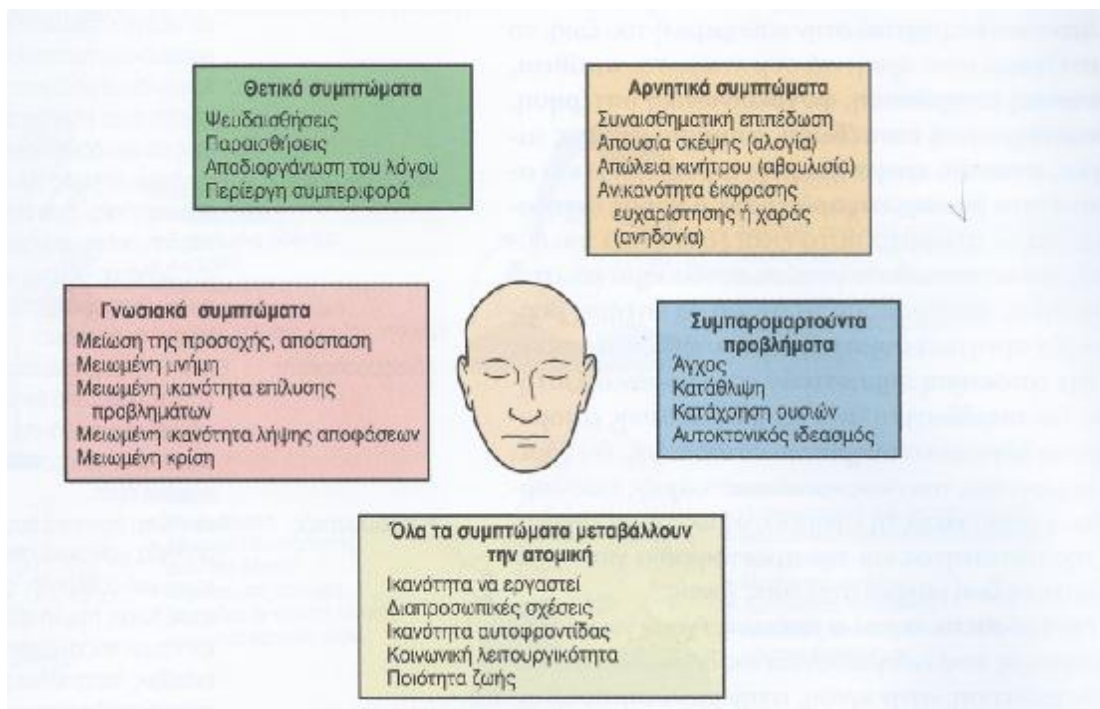 Θετικά συμπτώματα
Ψευδαισθήσεις
Παραισθήσεις
Αποδιοργάνωση του λόγου
Περίεργη συμπεριφορά
Αρνητικά συμπτώματα
Συναισθηματική επιπέδωση
Απουσία σκέψης (αλογία)
Απώλεια κινήτρου (αβουλισία)
Ανικανότητα έκφρασης
ευχαρίστησης ή χαράς
(ανηδονία)
Γνωσιακά συμπτώματα
Μείωση της προσοχής, απόσπαση
Μειωμένη μνήμη
Μειωμένη ικανότητα επίλυσης
προβλημάτων
Μειωμένη ικανότητα λήψης αποφάσεων
Μειωμένη κρίση
Συμπαρομαρτούντα
προβλήματα
Άγχος
Κατάθλιψη
Κατάχρηση ουσιών
Αυτοκτονικός ιδεασμός
Όλα τα συμπτώματα μεταβάλλουν
την ατομική
Ικανότητα να εργαστεί
Διαπροσωπικές σχέσεις
Ικανότητα αυτοφροντίδας
Κοινωνική λειτουργικότητα
Ποιότητα ζωής